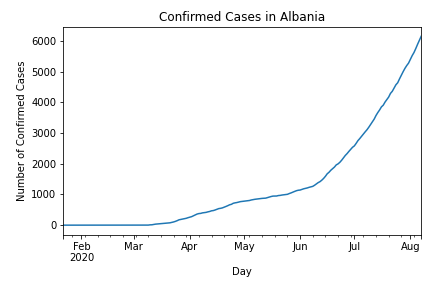 Confirmed Cases in Albania
Number of Confirmed Cases
6000
5000
4000
3000
2000
1000
0
Feb Mar Apr May Jun Jul Aug
2020
Day